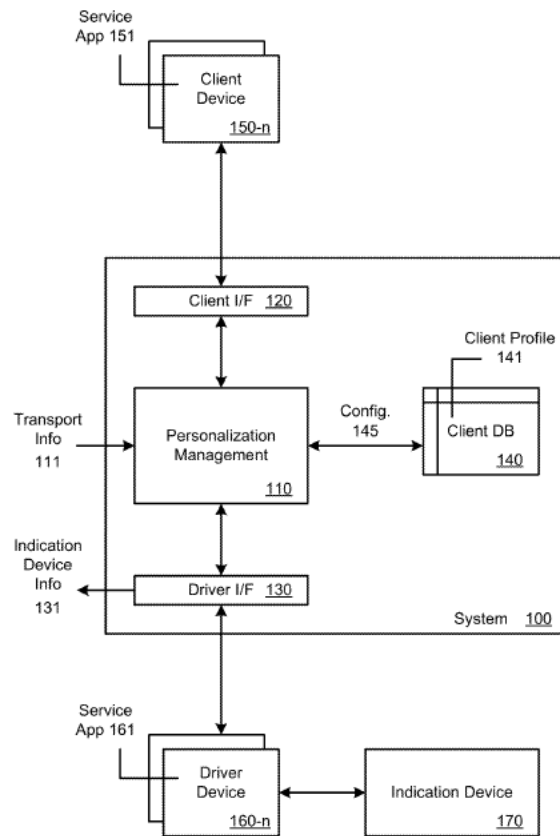 Service
App 151
Client
Device
150-n
Client I/F 120
Client Profile
141
Transport
Info
111
Personalization
Management
110
Config.
145
Client DB
140
Indication
Device
Info
131
Driver I/F 130
System 100
Service
App 161
Driver
Device
160-n
Indication Device
170